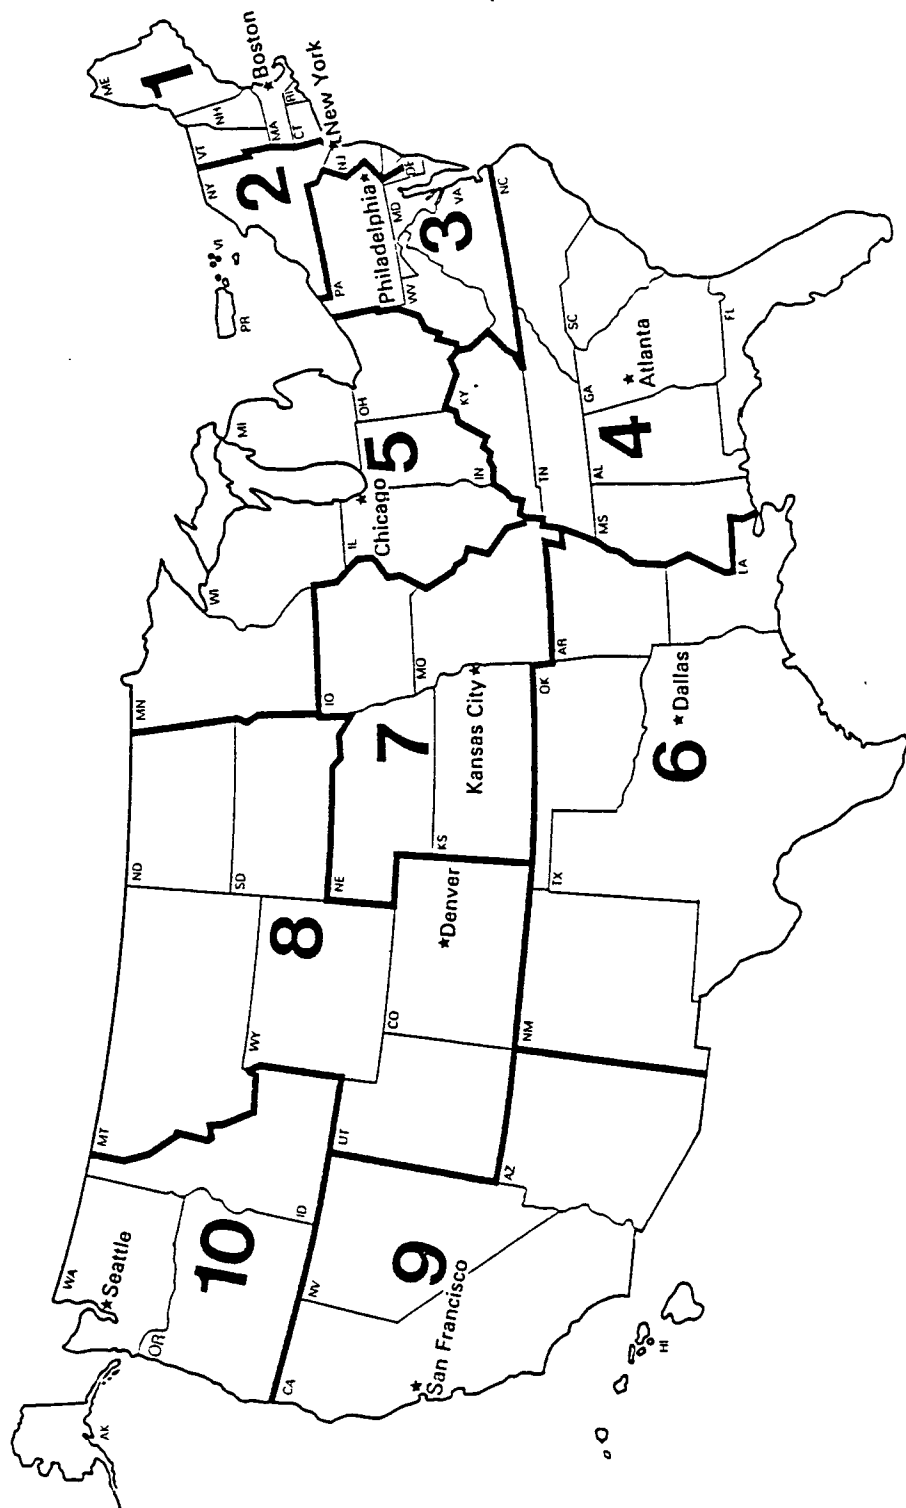 AK
WA
Seattle
OR
10
ID
MT
ND
SD
8
WY
UT
CO
Denver
CA
NV
9
San Francisco
AZ
HI
NE
KS
7
Kansas City
IO
MO
MN
WI
MI
IL
Chicago
5
IN
OH
NM
TX
OK
AR
6
Dallas
LA
KY
TN
MS
AL
4
GA
Atlanta
SC
NC
FL
PR
VI
PA
Philadelphia
WV
MD
3
VA
DE
NY
2
NJ
New York
VT
NH
ME
1
MA
Boston
CT
RI